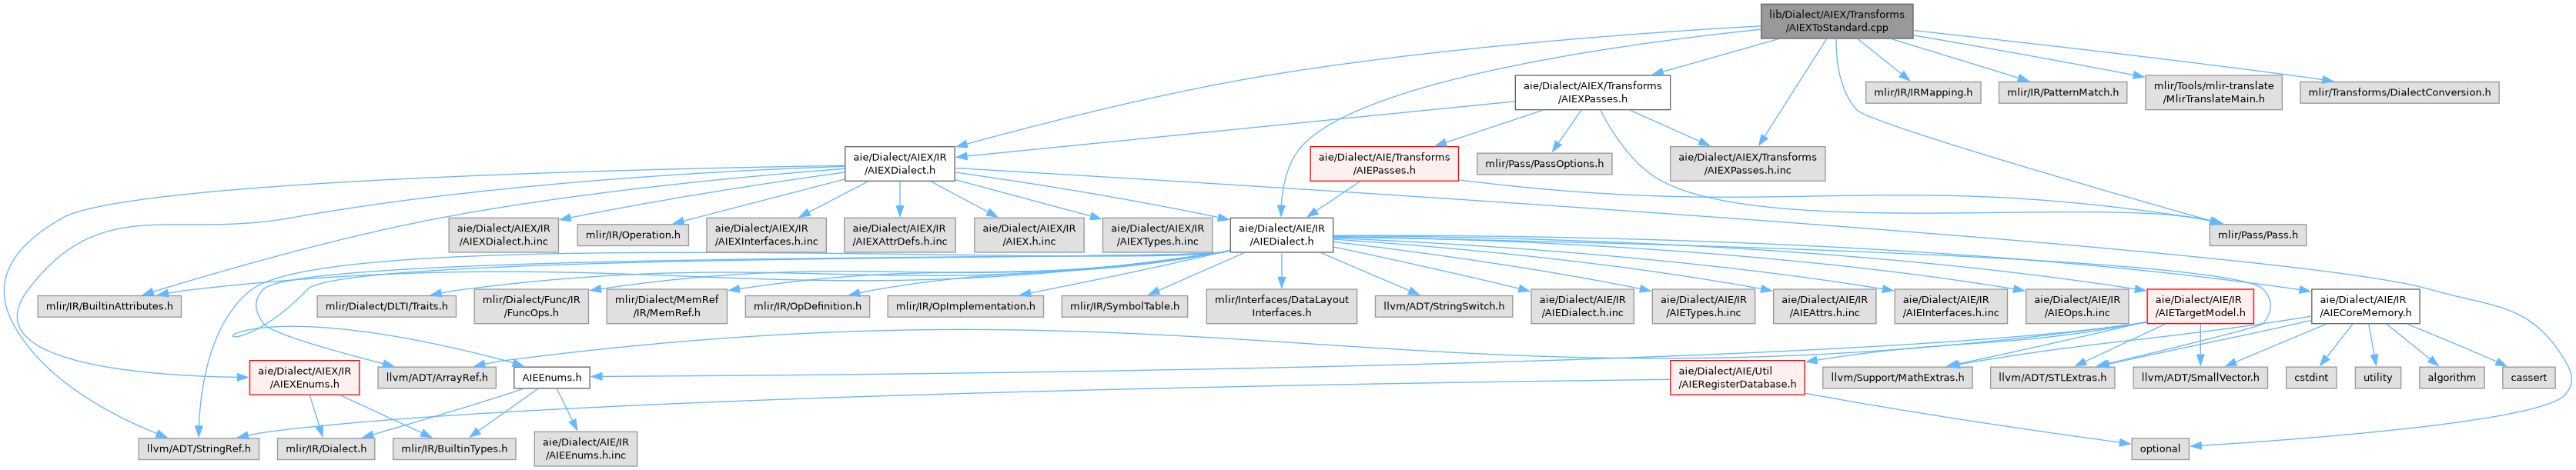 lib/Dialect/AIEX/Transforms
/AIEXToStandard.cpp
aie/Dialect/AIEX/Transforms
/AIEXPasses.h
mlir/IR/IRMapping.h
mlir/IR/PatternMatch.h
mlir/Tools/mlir-translate
/MlirTranslateMain.h
mlir/Transforms/DialectConversion.h
aie/Dialect/AIEX/IR
/AIEXDialect.h
aie/Dialect/AIE/Transforms
/AIEPasses.h
mlir/Pass/PassOptions.h
aie/Dialect/AIEX/Transforms
/AIEXPasses.h.inc
aie/Dialect/AIEX/IR
/AIEXDialect.h.inc
mlir/IR/Operation.h
aie/Dialect/AIEX/IR
/AIEXInterfaces.h.inc
aie/Dialect/AIEX/IR
/AIEXAttrDefs.h.inc
aie/Dialect/AIEX/IR
/AIEX.h.inc
aie/Dialect/AIEX/IR
/AIEXTypes.h.inc
aie/Dialect/AIE/IR
/AIEDialect.h
mlir/Pass/Pass.h
mlir/IR/BuiltinAttributes.h
mlir/Dialect/DLTI/Traits.h
mlir/Dialect/Func/IR
/FuncOps.h
mlir/Dialect/MemRef
/IR/MemRef.h
mlir/IR/OpDefinition.h
mlir/IR/OpImplementation.h
mlir/IR/SymbolTable.h
mlir/Interfaces/DataLayout
Interfaces.h
llvm/ADT/StringSwitch.h
aie/Dialect/AIE/IR
/AIEDialect.h.inc
aie/Dialect/AIE/IR
/AIETypes.h.inc
aie/Dialect/AIE/IR
/AIEAttrs.h.inc
aie/Dialect/AIE/IR
/AIEInterfaces.h.inc
aie/Dialect/AIE/IR
/AIEOps.h.inc
aie/Dialect/AIE/IR
/AIETargetModel.h
aie/Dialect/AIE/IR
/AIECoreMemory.h
aie/Dialect/AIEX/IR
/AIEXEnums.h
llvm/ADT/ArrayRef.h
AIEEnums.h
aie/Dialect/AIE/Util
/AIERegisterDatabase.h
llvm/Support/MathExtras.h
llvm/ADT/STLExtras.h
llvm/ADT/SmallVector.h
cstdint
utility
algorithm
cassert
llvm/ADT/StringRef.h
mlir/IR/Dialect.h
mlir/IR/BuiltinTypes.h
aie/Dialect/AIE/IR
/AIEEnums.h.inc
optional